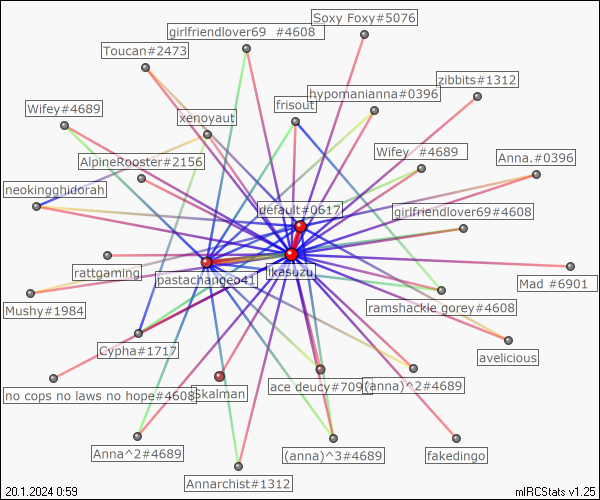 Soxy Foxy#5076
girlfriendlover69 #4608
Toucan#2473
zibbits#1312
hypomanianna#0396
frisout
Wifey#4689
xenoyaut
Wifey #4689
AlpineRooster#2156
Anna.#0396
neokingghidorah
default#0617
girlfriendlover69#4608
rattgaming
ikasuzu
pastachange041
Mad #6901
Mushy#1984
ramshackle gorey#4608
Cypha#1717
avelicious
ace deucy#709
(anna)^2#4689
no cops no laws no hope#4608
Skalman
Anna^2#4689
(anna)^3#4689
fakedingo
Annarchist#1312
20.1.2024 0:59
mIRCStats v1.25